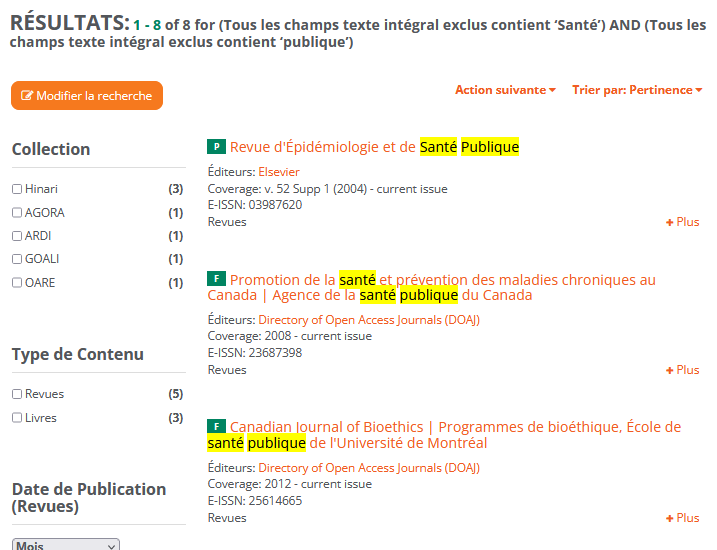 RÉSULTATS: 1 - 8 of 8 for (Tous les champs texte intégral exclus contient ‘Santé’) AND (Tous les
champs texte intégral exclus contient ‘publique’)
Modifier la recherche
Action suivante
Trier par: Pertinence
Collection
Hinari (3)
AGORA (1)
ARDI (1)
GOALI (1)
OARE (1)
Type de Contenu
Revues (5)
Livres (3)
Date de Publication
(Revues)
Mois
P Revue d'Épidémiologie et de Santé Publique
Éditeurs: Elsevier
Coverage: v. 52 Supp 1 (2004) - current issue
E-ISSN: 03987620
Revues
+ Plus
F Promotion de la santé et prévention des maladies chroniques au
Canada | Agence de la santé publique du Canada
Éditeurs: Directory of Open Access Journals (DOAJ)
Coverage: 2008 - current issue
E-ISSN: 23687398
Revues
+ Plus
F Canadian Journal of Bioethics | Programmes de bioéthique, École de
santé publique de l'Université de Montréal
Éditeurs: Directory of Open Access Journals (DOAJ)
Coverage: 2012 - current issue
E-ISSN: 25614665
Revues
+ Plus